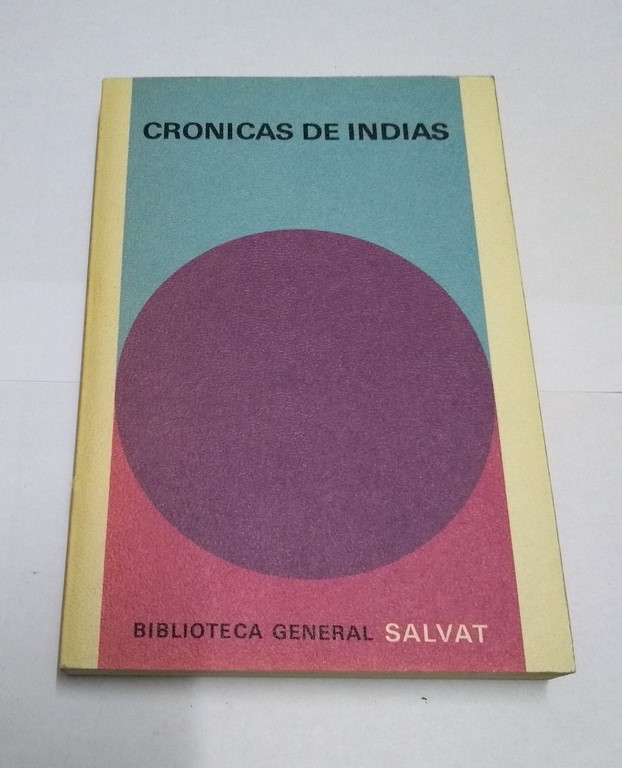 CRONICAS DE INDIAS
BIBLIOTECA GENERAL SALVAT